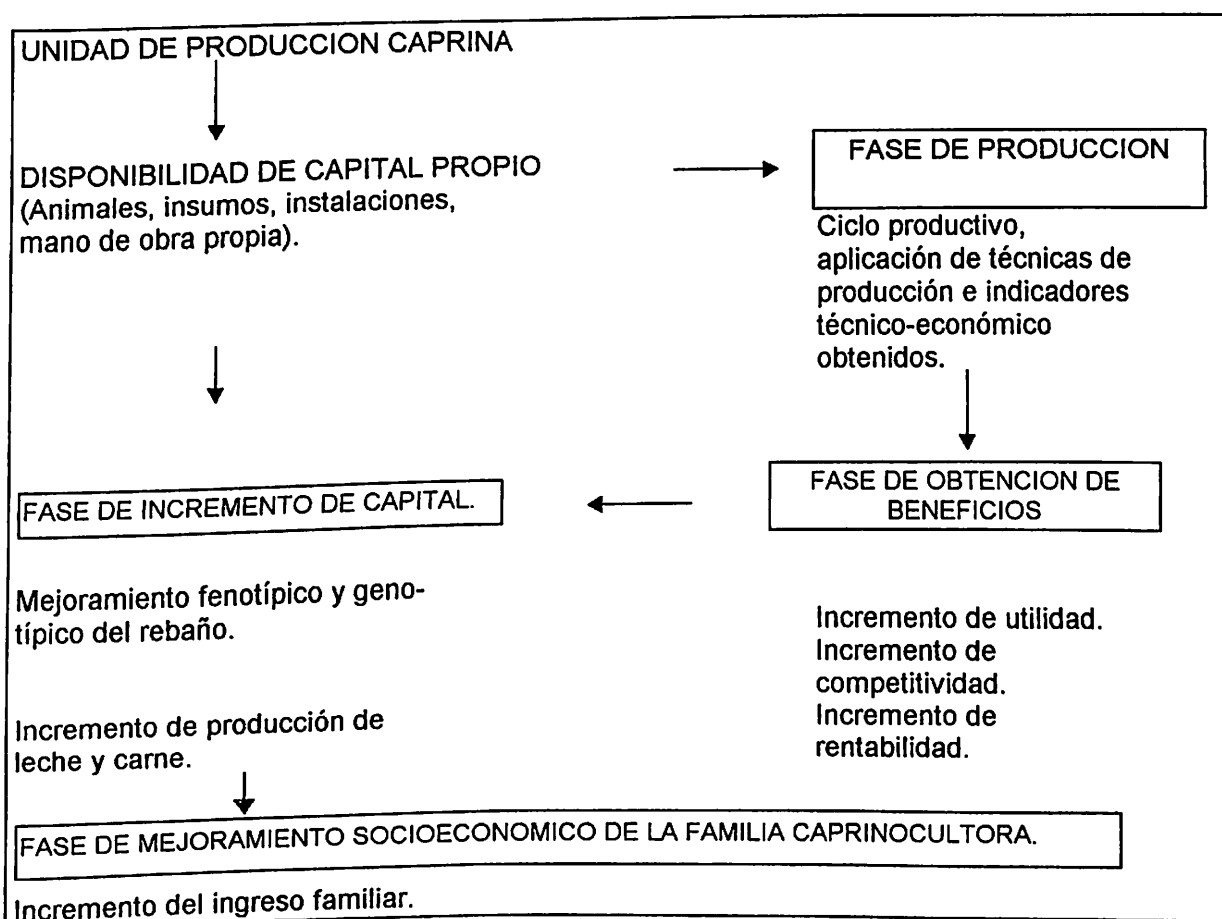 UNIDAD DE PRODUCCION CAPRINA
DISPONIBILIDAD DE CAPITAL PROPIO
(Animales, insumos, instalaciones,
mano de obra propia).
FASE DE PRODUCCION
Ciclo productivo,
aplicación de técnicas de
producción e indicadores
técnico-económico
obtenidos.
FASE DE OBTENCION DE
BENEFICIOS
Incremento de utilidad.
Incremento de
competitividad.
Incremento de
rentabilidad.
FASE DE INCREMENTO DE CAPITAL.
Mejoramiento fenotípico y geno-
típico del rebaño.
Incremento de producción de
leche y carne.
FASE DE MEJORAMIENTO SOCIOECONOMICO DE LA FAMILIA CAPRINOCULTORA.
Incremento del ingreso familiar.